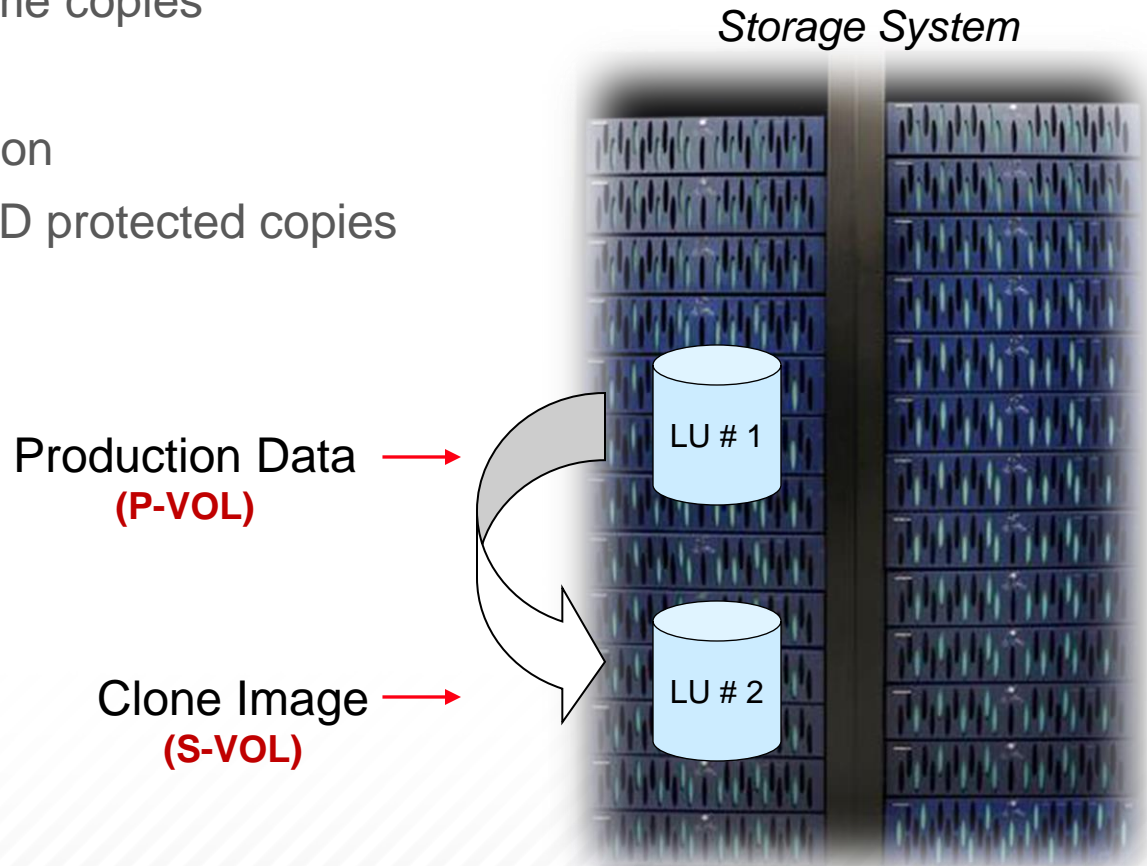 ne copies
Storage System
on
D protected copies
LU # 1
Production Data
(P-VOL)
Clone Image
(S-VOL)
LU # 2